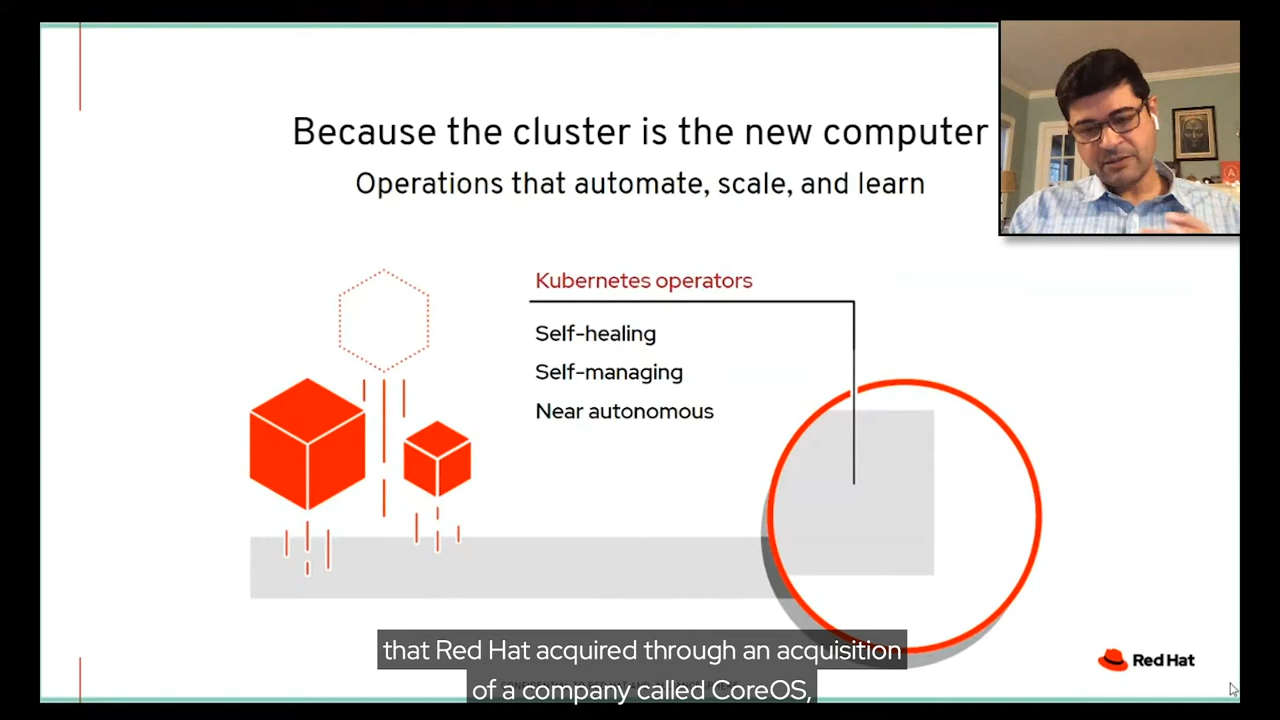 Because the cluster is the new computer
Operations that automate, scale, and learn
Kubernetes operators
Self-healing
Self-managing
Near autonomous
that Red Hat acquired through an acquisition
of a company called CoreOS,
Red Hat